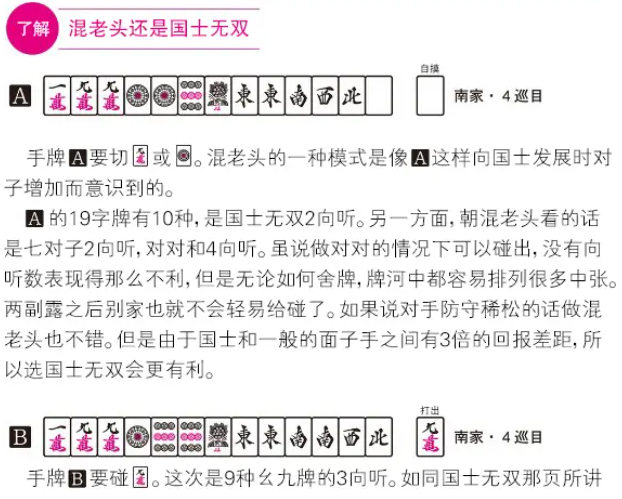 了解 混老头还是国士无双
自摸
A 一萬 九萬 九萬 東 東 南 西 北 南家・4巡目
手牌A要切九萬或。混老头的一种模式是像A这样向国士发展时对
子增加而意识到的。
A的19字牌有10种，是国士无双2向听。另一方面，朝混老头看的话
是七对子2向听，对对和4向听。虽说做对对的情况下可以碰出，没有向
听数表现得那么不利，但是无论如何舍牌，牌河中都容易排列很多中张。
两副露之后别家也就不会轻易给碰了。如果说对手防守稀松的话做混
老头也不错。但是由于国士和一般的面子手之间有3倍的回报差距，所
以选国士无双会更有利。
打出
B 一萬 九萬 九萬 東 東 南 南 西 北 九萬 南家・4巡目
手牌B要碰九萬。这次是9种幺九牌的3向听。如同国士无双那页所讲